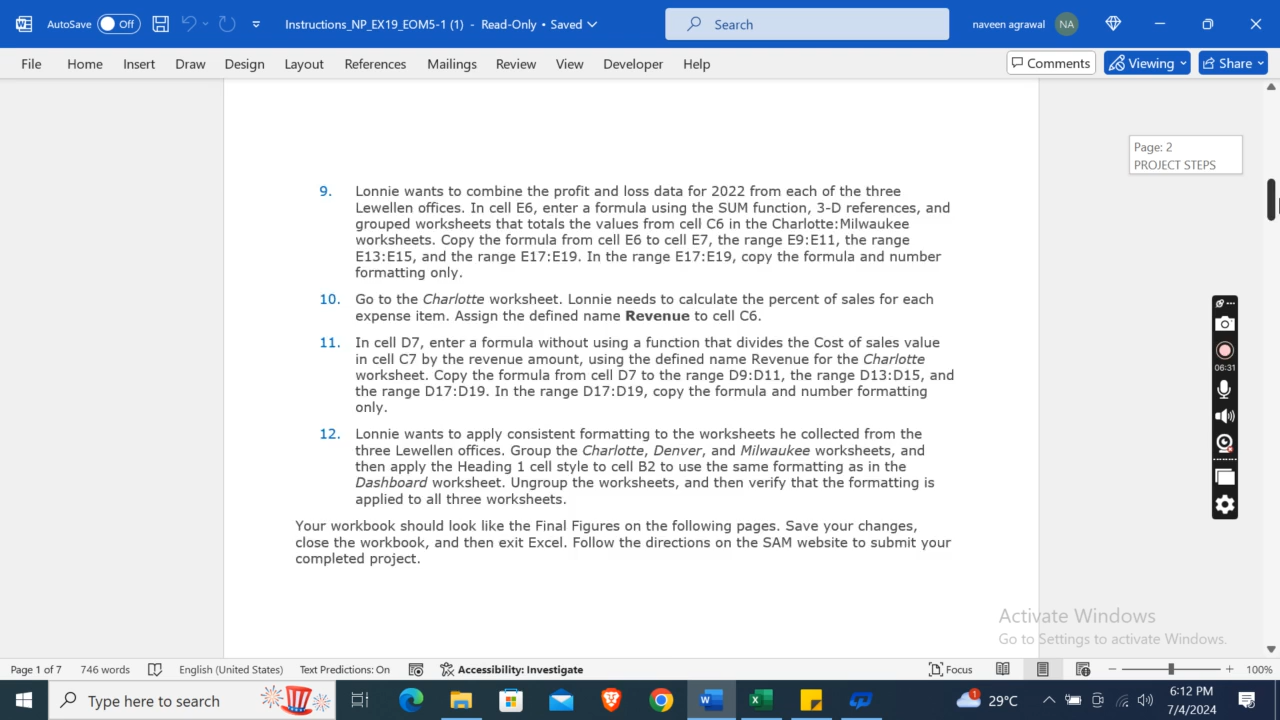 AutoSave Off Instructions_NP_EX19_EOM5-1 (1) - Read-Only • Saved Search naveen agrawal NA
File Home Insert Draw Design Layout References Mailings Review View Developer Help Comments Viewing Share
Page: 2
PROJECT STEPS
9. Lonnie wants to combine the profit and loss data for 2022 from each of the three
Lewellen offices. In cell E6, enter a formula using the SUM function, 3-D references, and
grouped worksheets that totals the values from cell C6 in the Charlotte:Milwaukee
worksheets. Copy the formula from cell E6 to cell E7, the range E9:E11, the range
E13:E15, and the range E17:E19. In the range E17:E19, copy the formula and number
formatting only.
10. Go to the Charlotte worksheet. Lonnie needs to calculate the percent of sales for each
expense item. Assign the defined name Revenue to cell C6.
11. In cell D7, enter a formula without using a function that divides the Cost of sales value
in cell C7 by the revenue amount, using the defined name Revenue for the Charlotte
worksheet. Copy the formula from cell D7 to the range D9:D11, the range D13:D15, and
the range D17:D19. In the range D17:D19, copy the formula and number formatting
only.
12. Lonnie wants to apply consistent formatting to the worksheets he collected from the
three Lewellen offices. Group the Charlotte, Denver, and Milwaukee worksheets, and
then apply the Heading 1 cell style to cell B2 to use the same formatting as in the
Dashboard worksheet. Ungroup the worksheets, and then verify that the formatting is
applied to all three worksheets.
Your workbook should look like the Final Figures on the following pages. Save your changes,
close the workbook, and then exit Excel. Follow the directions on the SAM website to submit your
completed project.
06:31
Activate Windows
Go to Settings to activate Windows.
Page 1 of 7 746 words English (United States) Text Predictions: On Accessibility: Investigate Focus 100%
Type here to search 1 29°C 6:12 PM
7/4/2024